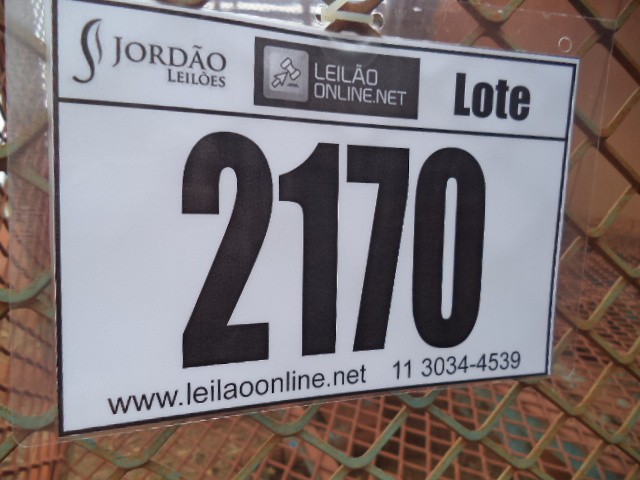 JORDÃO
LEILÕES
LEILÃO
ONLINE.NET
Lote
2170
www.leilaoonline.net 11 3034-4539